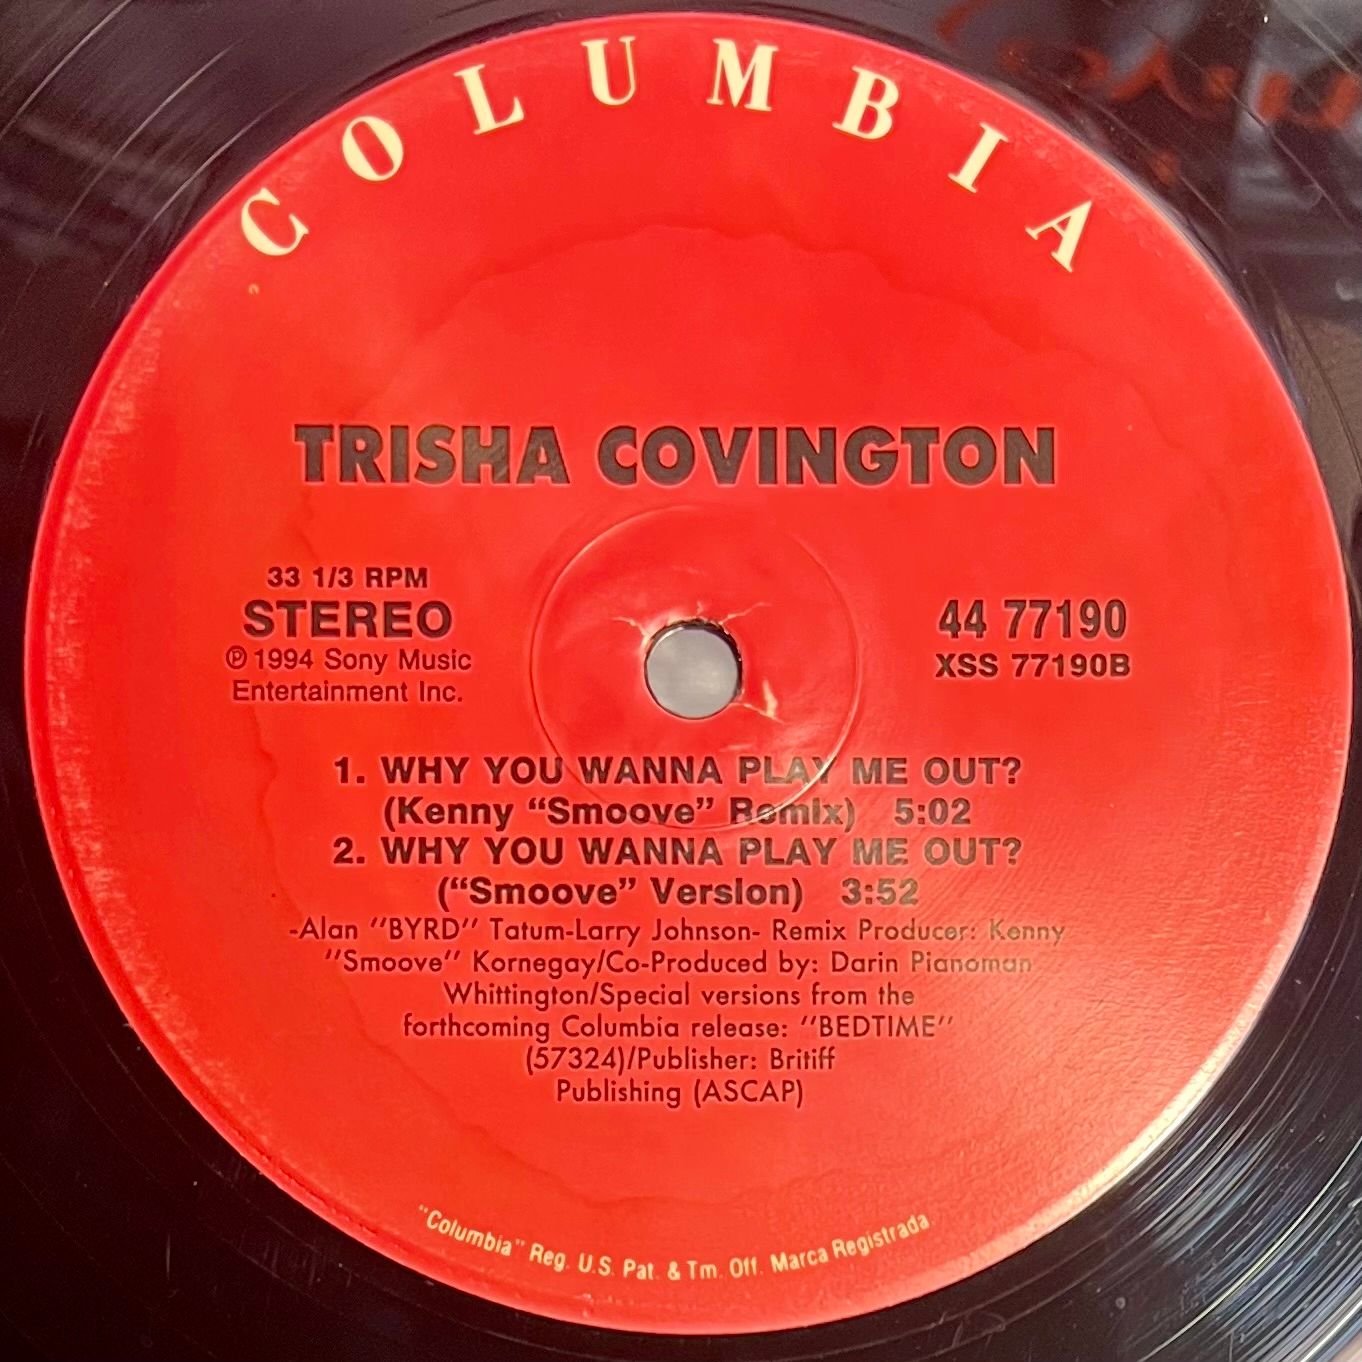 COLUMBIA
TRISHA COVINGTON
33 1/3 RPM
STEREO
℗ 1994 Sony Music
Entertainment Inc.
44 77190
XSS 77190B
1. WHY YOU WANNA PLAY ME OUT?
(Kenny “Smoove” Remix) 5:02
2. WHY YOU WANNA PLAY ME OUT?
(“Smoove” Version) 3:52
-Alan ″BYRD″ Tatum-Larry Johnson- Remix Producer: Kenny
″Smoove″ Kornegay/Co-Produced by: Darin Pianoman
Whittington/Special versions from the
forthcoming Columbia release: ″BEDTIME″
(57324)/Publisher: Britiff
Publishing (ASCAP)
"Columbia" Reg. U.S. Pat. & Tm. Off. Marca Registrada